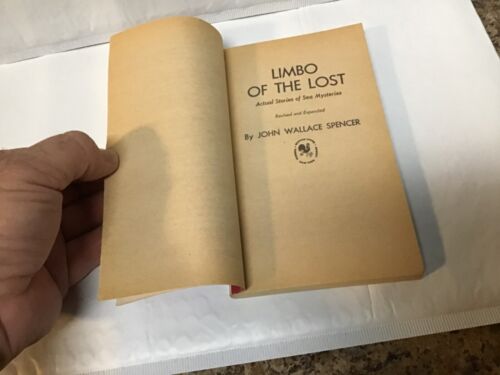 LIMBO
OF THE LOST
Actual Stories of Sea Mysteries
Revised and Expanded
By JOHN WALLACE SPENCER